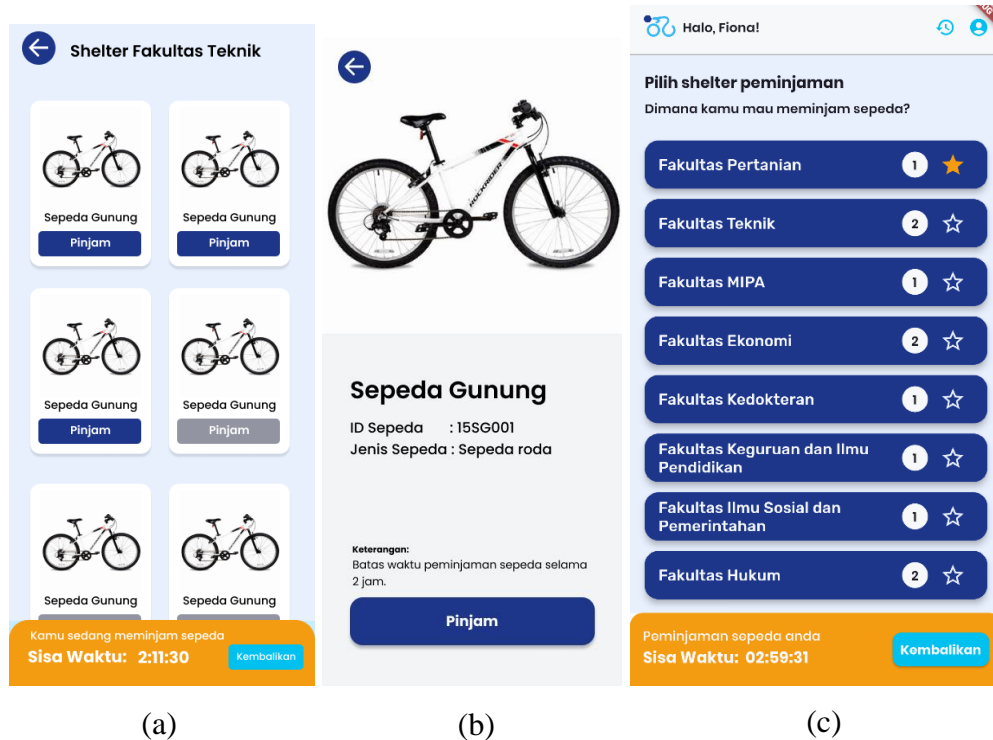 Shelter Fakultas Teknik
Sepeda Gunung
Pinjam
Sepeda Gunung
Pinjam
Sepeda Gunung
Pinjam
Sepeda Gunung
Pinjam
Sepeda Gunung
Sepeda Gunung
Kamu sedang meminjam sepeda
Sisa Waktu: 2:11:30
Kembalikan
(a)
ROCKRIDER
Sepeda Gunung
ID Sepeda : 15SG001
Jenis Sepeda : Sepeda roda
Keterangan:
Batas waktu peminjaman sepeda selama
2 jam.
Pinjam
(b)
Halo, Fiona!
Pilih shelter peminjaman
Dimana kamu mau meminjam sepeda?
Fakultas Pertanian 1
Fakultas Teknik 2
Fakultas MIPA 1
Fakultas Ekonomi 2
Fakultas Kedokteran 1
Fakultas Keguruan dan Ilmu
Pendidikan 1
Fakultas Ilmu Sosial dan
Pemerintahan 1
Fakultas Hukum 2
Peminjaman sepeda anda
Sisa Waktu: 02:59:31
Kembalikan
(c)